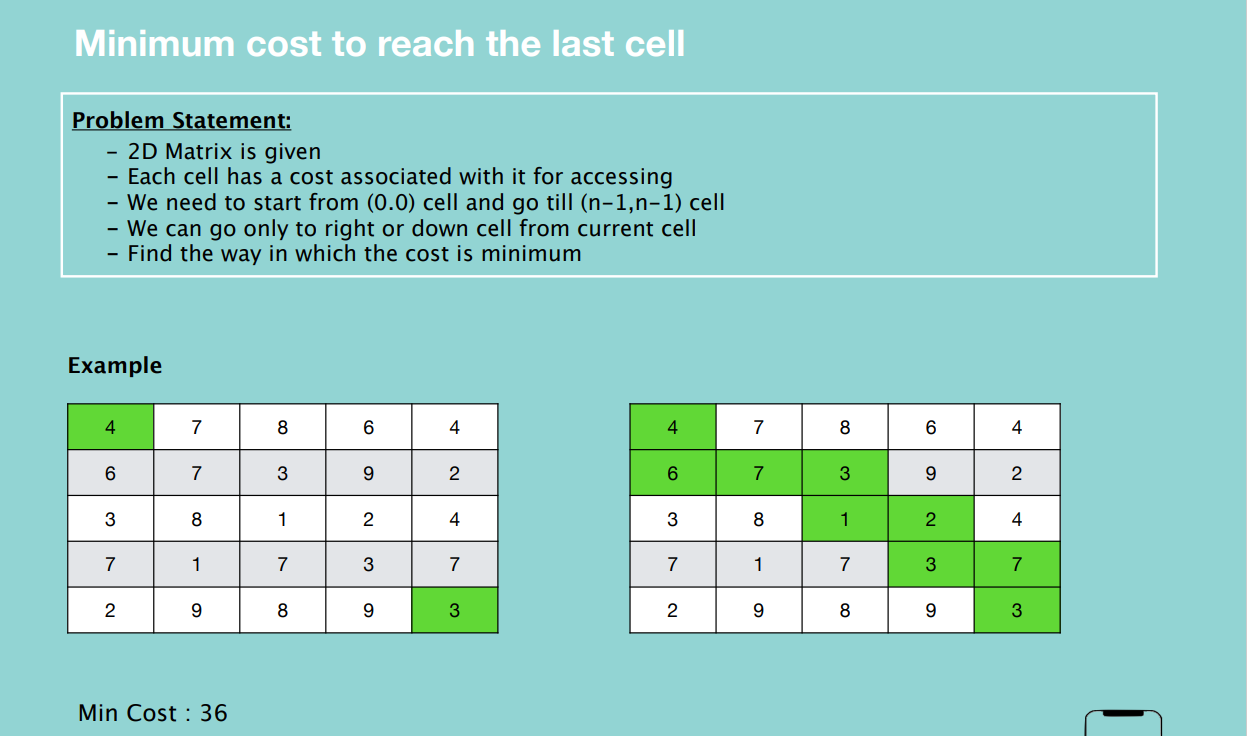 Minimum cost to reach the last cell
Problem Statement:
– 2D Matrix is given
– Each cell has a cost associated with it for accessing
– We need to start from (0.0) cell and go till (n-1,n-1) cell
– We can go only to right or down cell from current cell
– Find the way in which the cost is minimum
Example
4 7 8 6 4
6 7 3 9 2
3 8 1 2 4
7 1 7 3 7
2 9 8 9 3
4 7 8 6 4
6 7 3 9 2
3 8 1 2 4
7 1 7 3 7
2 9 8 9 3
Min Cost : 36